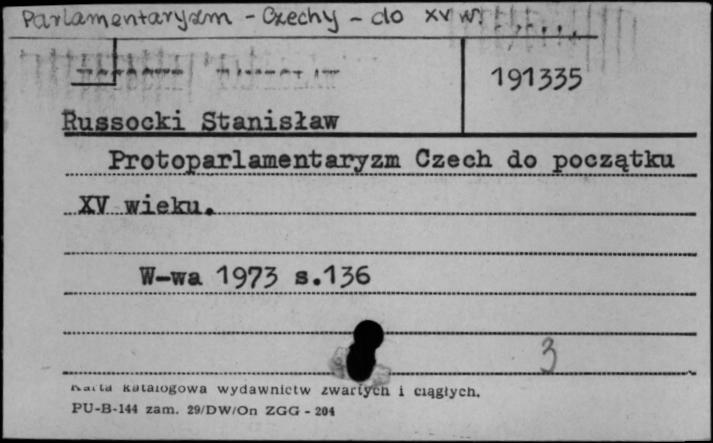 Parlamentaryzm - Czechy - do XV w.
191335
Russocki Stanisław
Protoparlamentaryzm Czech do początku
XV wieku.
W-wa 1973 s.136
3
Karta katalogowa wydawnictw zwartych i ciągłych.
PU-B-144 zam. 29/DW/On ZGG - 204